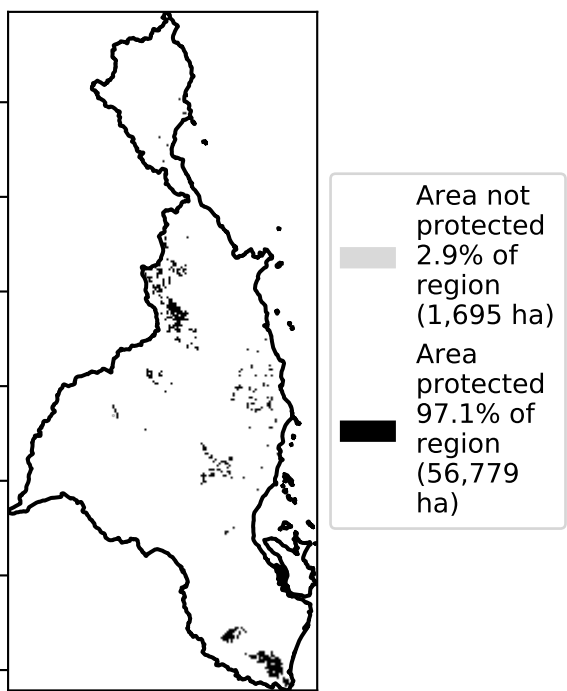 Area not
protected
2.9% of
region
(1,695 ha)
Area
protected
97.1% of
region
(56,779
ha)